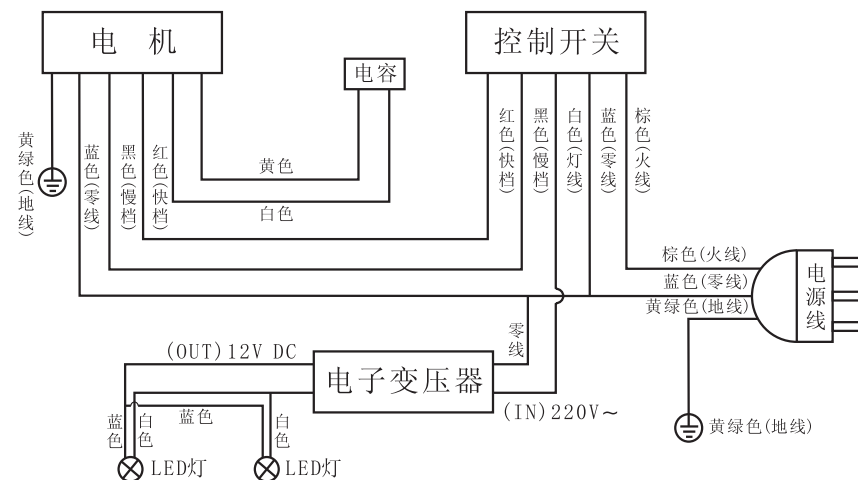 电 机
控制开关
电容
黄绿色(地线)
蓝色(零线)
黑色(慢档)
红色(快档)
黄色
白色
红色(快档)
黑色(慢档)
白色(灯线)
蓝色(零线)
棕色(火线)
棕色(火线)
蓝色(零线)
黄绿色(地线)
电源线
零线
(OUT)12V DC
电子变压器
(IN)220V～
蓝色
白色
蓝色
白色
黄绿色(地线)
LED灯
LED灯